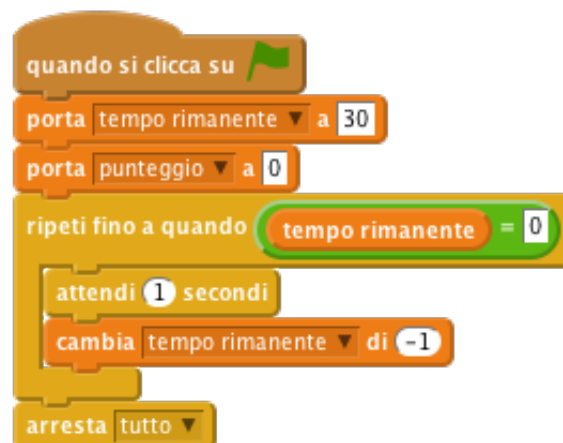 quando si clicca su
porta tempo rimanente a 30
porta punteggio a 0
ripeti fino a quando tempo rimanente = 0
attendi 1 secondi
cambia tempo rimanente di -1
arresta tutto